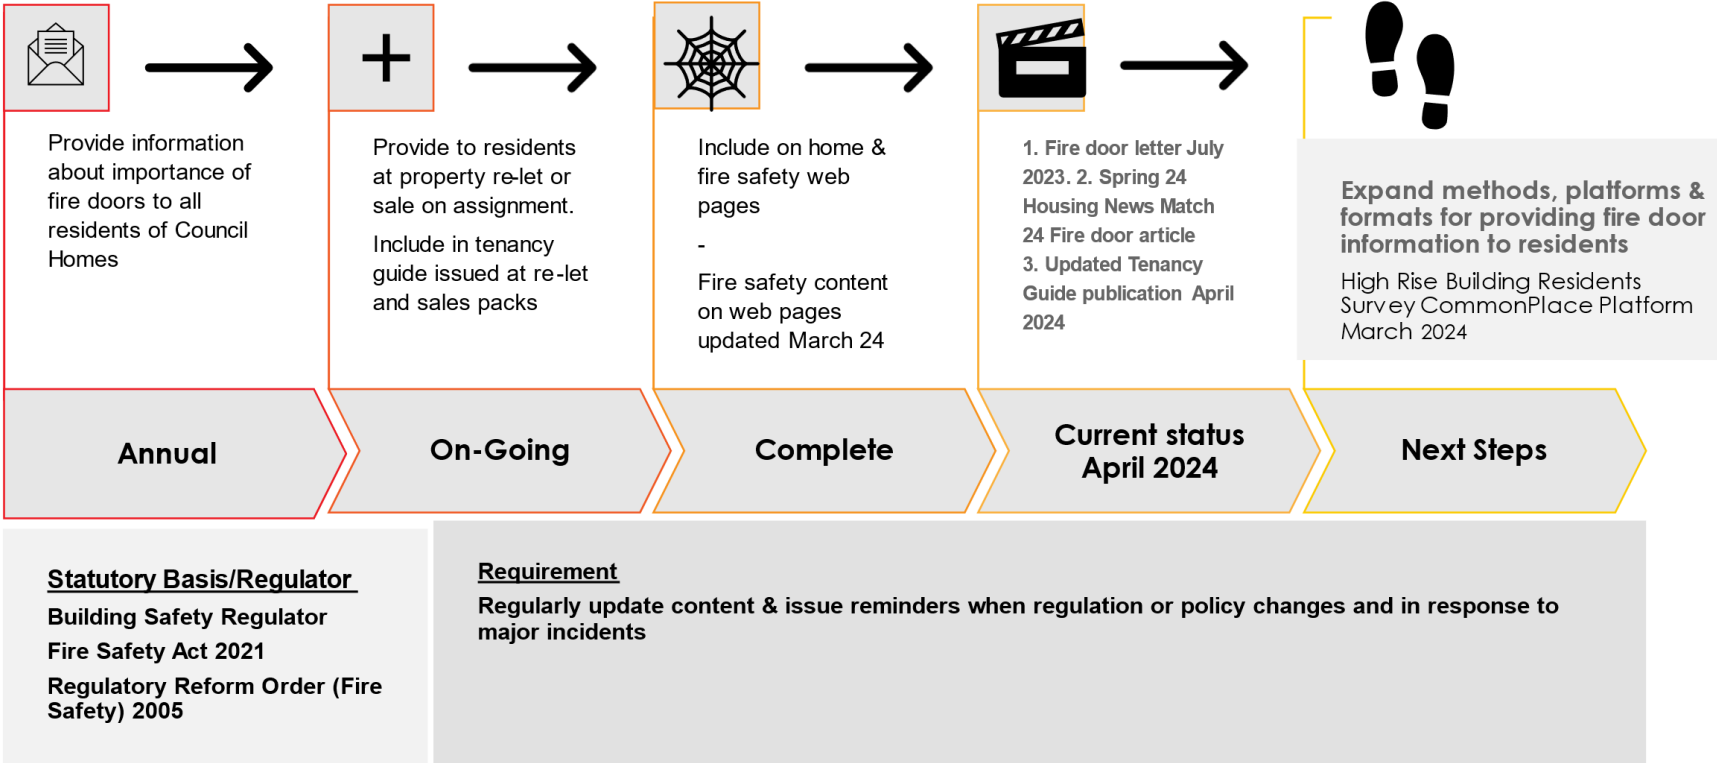 Provide information
about importance of
fire doors to all
residents of Council
Homes
Provide to residents
at property re-let or
sale on assignment.
Include in tenancy
guide issued at re-let
and sales packs
Include on home &
fire safety web
pages
-
Fire safety content
on web pages
updated March 24
1. Fire door letter July
2023. 2. Spring 24
Housing News Match
24 Fire door article
3. Updated Tenancy
Guide publication April
2024
Expand methods, platforms &
formats for providing fire door
information to residents
High Rise Building Residents
Survey CommonPlace Platform
March 2024
Annual
On-Going
Complete
Current status
April 2024
Next Steps
Statutory Basis/Regulator
Building Safety Regulator
Fire Safety Act 2021
Regulatory Reform Order (Fire
Safety) 2005
Requirement
Regularly update content & issue reminders when regulation or policy changes and in response to
major incidents